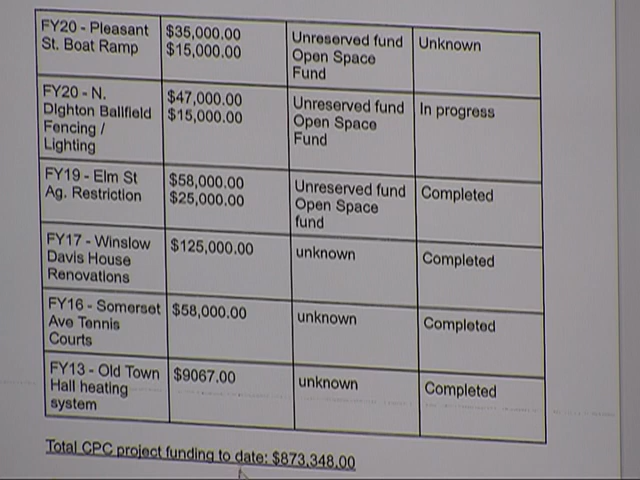 FY20 - Pleasant St. Boat Ramp
$35,000.00
$15,000.00
Unreserved fund
Open Space
Fund
Unknown
FY20 - N.
Dighton Ballfield
Fencing /
Lighting
$47,000.00
$15,000.00
Unreserved fund
Open Space
Fund
In progress
FY19 - Elm St
Ag. Restriction
$58,000.00
$25,000.00
Unreserved fund
Open Space
fund
Completed
FY17 - Winslow
Davis House
Renovations
$125,000.00
unknown
Completed
FY16 - Somerset
Ave Tennis
Courts
$58,000.00
unknown
Completed
FY13 - Old Town
Hall heating
system
$9067.00
unknown
Completed
Total CPC project funding to date: $873,348.00